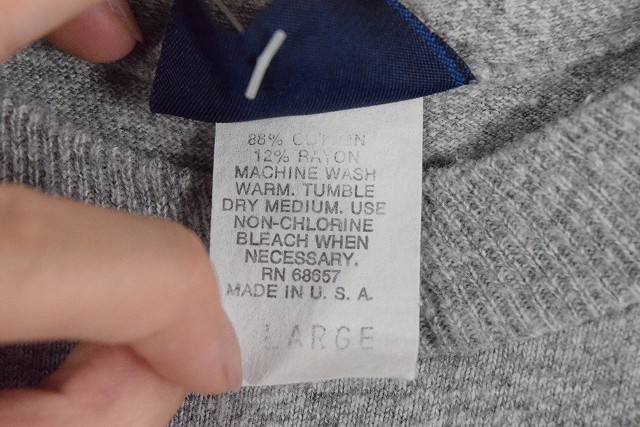 88% COTTON
12% RAYON
MACHINE WASH
WARM. TUMBLE
DRY MEDIUM. USE
NON-CHLORINE
BLEACH WHEN
NECESSARY.
RN 68657
MADE IN U. S. A.
LARGE